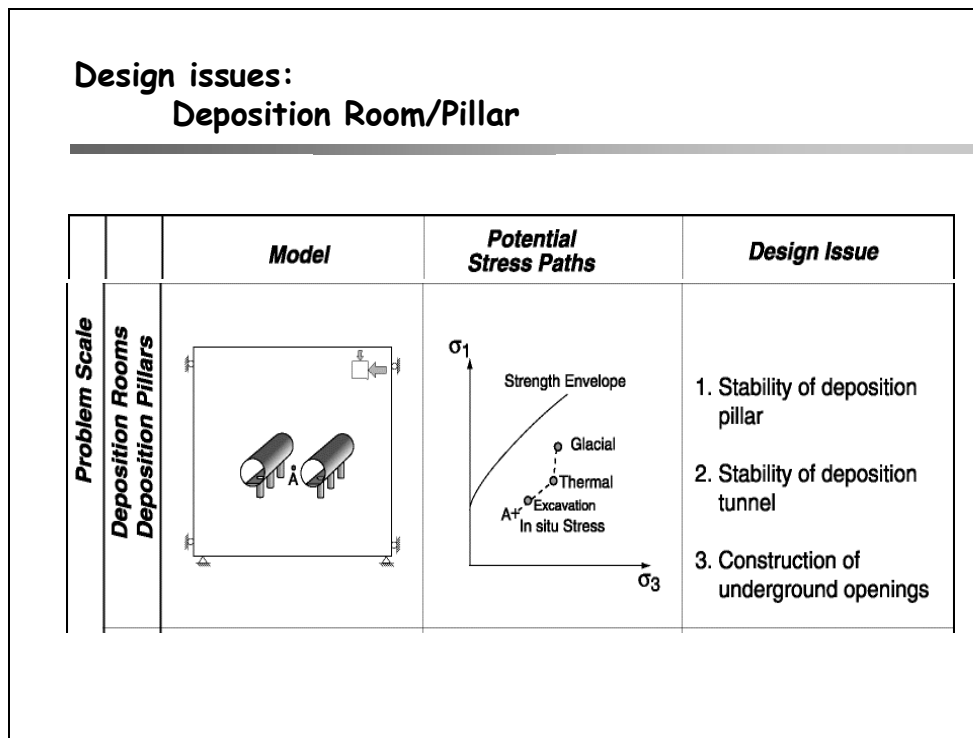 Design issues:
Deposition Room/Pillar
Model
Potential
Stress Paths
Design Issue
Problem Scale
Deposition Rooms
Deposition Pillars
A
σ1
Strength Envelope
Glacial
Thermal
Excavation
A+
In situ Stress
σ3
1. Stability of deposition
pillar
2. Stability of deposition
tunnel
3. Construction of
underground openings